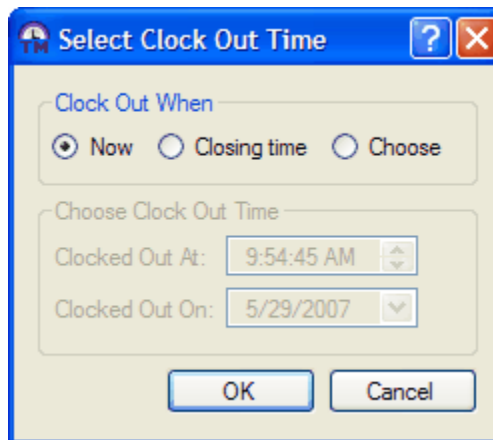 TM Select Clock Out Time ?
Clock Out When
Now Closing time Choose
Choose Clock Out Time
Clocked Out At: 9:54:45 AM
Clocked Out On: 5/29/2007
OK Cancel